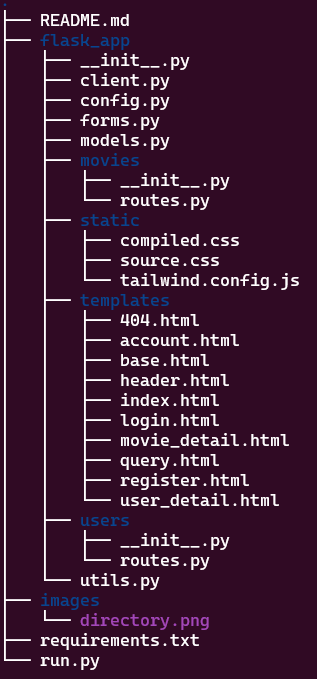 .
├── README.md
├── flask_app
│   ├── __init__.py
│   ├── client.py
│   ├── config.py
│   ├── forms.py
│   ├── models.py
│   ├── movies
│   │   ├── __init__.py
│   │   └── routes.py
│   ├── static
│   │   ├── compiled.css
│   │   ├── source.css
│   │   └── tailwind.config.js
│   ├── templates
│   │   ├── 404.html
│   │   ├── account.html
│   │   ├── base.html
│   │   ├── header.html
│   │   ├── index.html
│   │   ├── login.html
│   │   ├── movie_detail.html
│   │   ├── query.html
│   │   ├── register.html
│   │   └── user_detail.html
│   ├── users
│   │   ├── __init__.py
│   │   └── routes.py
│   └── utils.py
├── images
│   └── directory.png
├── requirements.txt
└── run.py